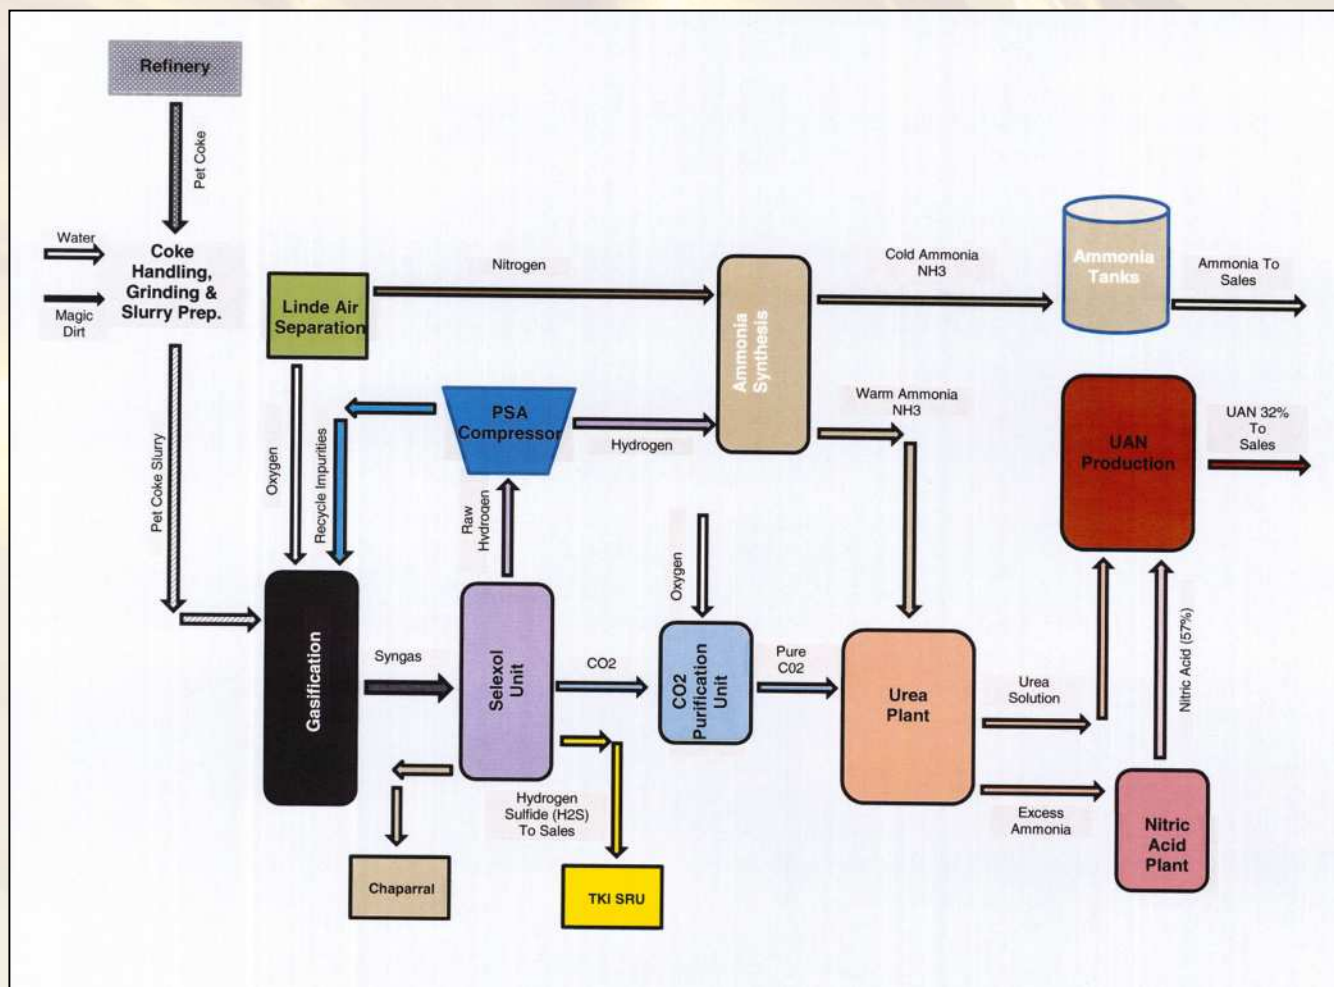 Refinery
Pet Coke
Water
Coke
Handling,
Grinding &
Slurry Prep.
Magic
Dirt
Linde Air
Separation
Nitrogen
Ammonia
Synthesis
Cold Ammonia
NH3
Ammonia
Tanks
Ammonia To
Sales
PSA
Compressor
Hydrogen
Warm Ammonia
NH3
UAN
Production
UAN 32%
To
Sales
Pet Coke Slurry
Oxygen
Recycle Impurities
Raw
Hydrogen
Oxygen
Nitric Acid (57%)
Gasification
Syngas
Selexol
Unit
CO2
CO2
Purification
Unit
Pure
C02
Urea
Plant
Urea
Solution
Excess
Ammonia
Nitric
Acid
Plant
Hydrogen
Sulfide (H2S)
To Sales
Chaparral
TKI SRU